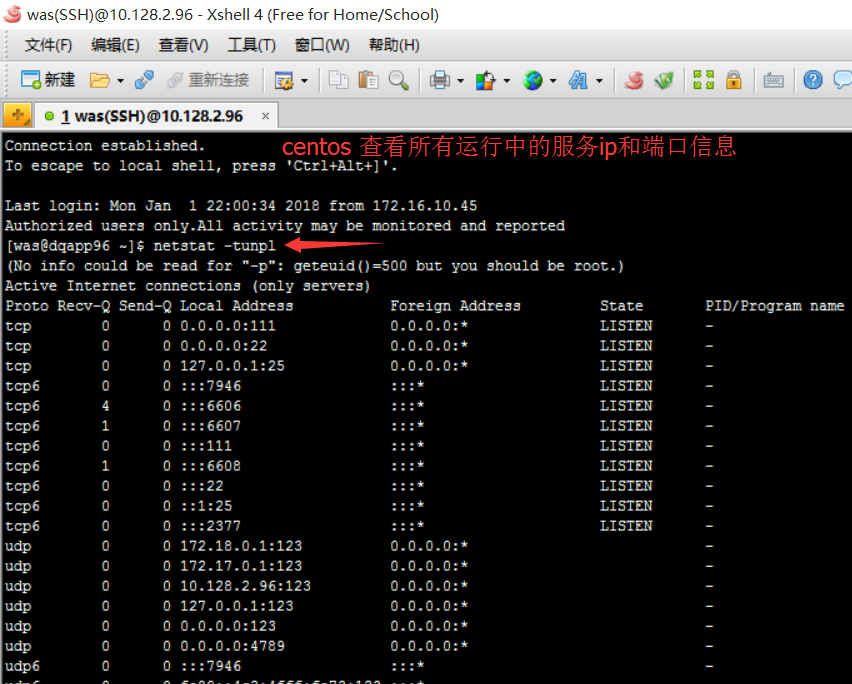 was(SSH)@10.128.2.96 - Xshell 4 (Free for Home/School)
文件(F) 编辑(E) 查看(V) 工具(T) 窗口(W) 帮助(H)
新建 重新连接
1 was(SSH)@10.128.2.96 ×
Connection established.
centos 查看所有运行中的服务ip和端口信息
To escape to local shell, press 'Ctrl+Alt+]'.
Last login: Mon Jan  1 22:00:34 2018 from 172.16.10.45
Authorized users only.All activity may be monitored and reported
[was@dqapp96 ~]$ netstat -tunpl
(No info could be read for "-p": geteuid()=500 but you should be root.)
Active Internet connections (only servers)
Proto Recv-Q Send-Q Local Address           Foreign Address         State       PID/Program name
tcp        0      0 0.0.0.0:111             0.0.0.0:*               LISTEN      -
tcp        0      0 0.0.0.0:22              0.0.0.0:*               LISTEN      -
tcp        0      0 127.0.0.1:25            0.0.0.0:*               LISTEN      -
tcp6       0      0 :::7946                 :::*                    LISTEN      -
tcp6       4      0 :::6606                 :::*                    LISTEN      -
tcp6       1      0 :::6607                 :::*                    LISTEN      -
tcp6       0      0 :::111                  :::*                    LISTEN      -
tcp6       1      0 :::6608                 :::*                    LISTEN      -
tcp6       0      0 :::22                   :::*                    LISTEN      -
tcp6       0      0 ::1:25                  :::*                    LISTEN      -
tcp6       0      0 :::2377                 :::*                    LISTEN      -
udp        0      0 172.18.0.1:123          0.0.0.0:*                           -
udp        0      0 172.17.0.1:123          0.0.0.0:*                           -
udp        0      0 10.128.2.96:123         0.0.0.0:*                           -
udp        0      0 127.0.0.1:123           0.0.0.0:*                           -
udp        0      0 0.0.0.0:123             0.0.0.0:*                           -
udp        0      0 0.0.0.0:4789            0.0.0.0:*                           -
udp6       0      0 :::7946                 :::*                                -